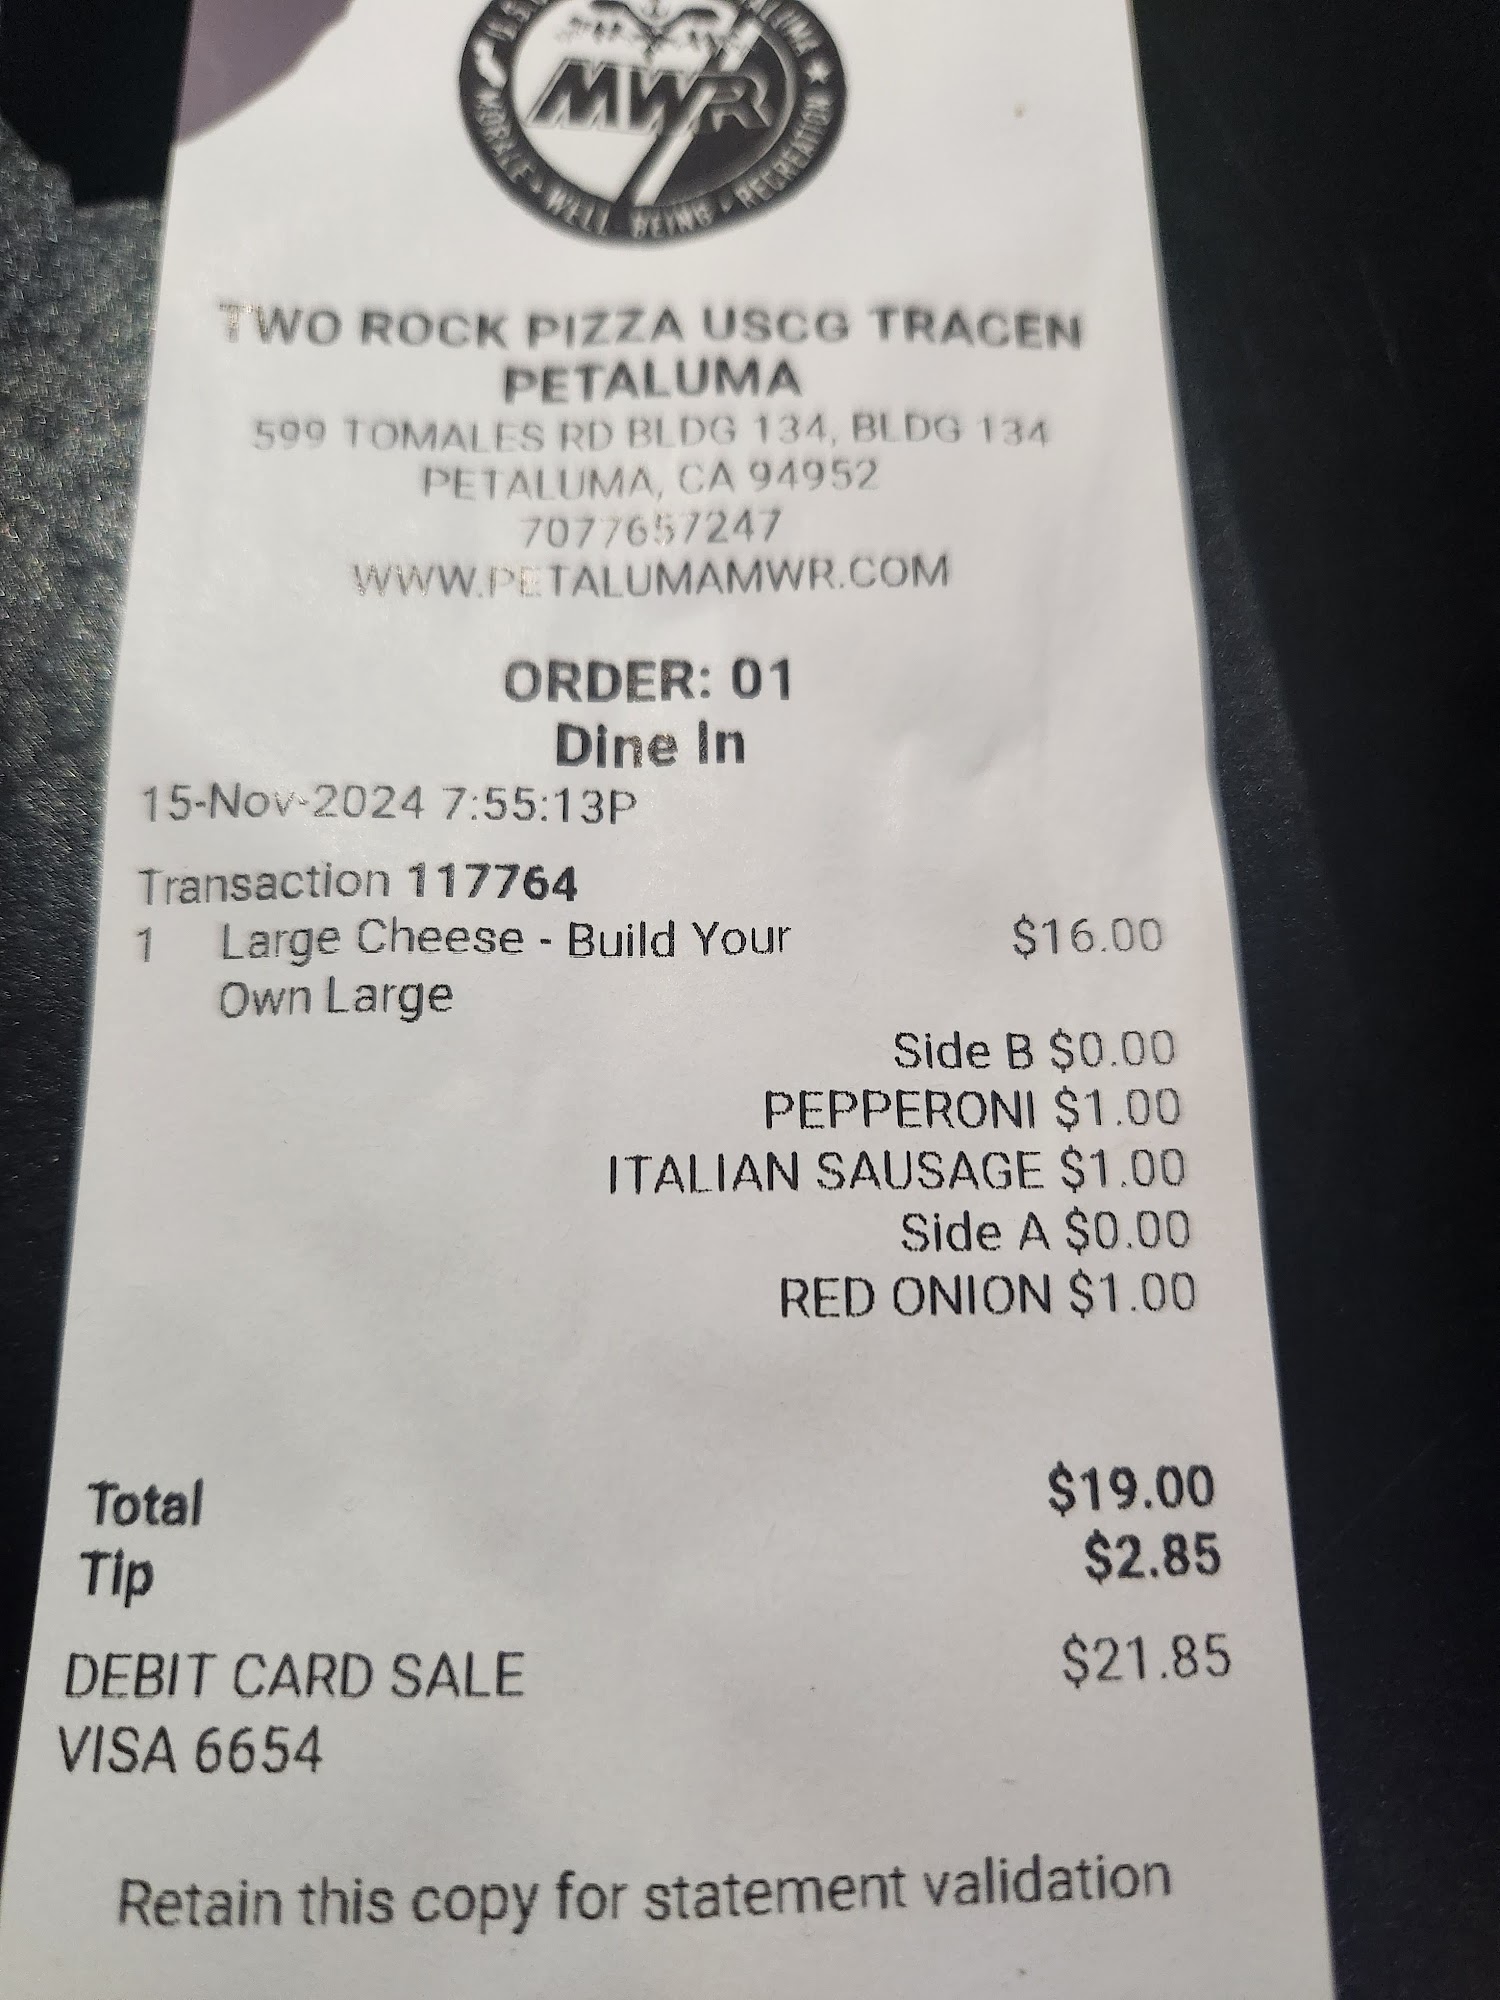 MWR
MORALE · WELL BEING · RECREATION
TWO ROCK PIZZA USCG TRACEN
PETALUMA
599 TOMALES RD BLDG 134, BLDG 134
PETALUMA, CA 94952
7077657247
WWW.PETALUMAMWR.COM
ORDER: 01
Dine In
15-Nov-2024 7:55:13P
Transaction 117764
1 Large Cheese - Build Your $16.00
Own Large
Side B $0.00
PEPPERONI $1.00
ITALIAN SAUSAGE $1.00
Side A $0.00
RED ONION $1.00
Total $19.00
Tip $2.85
DEBIT CARD SALE $21.85
VISA 6654
Retain this copy for statement validation